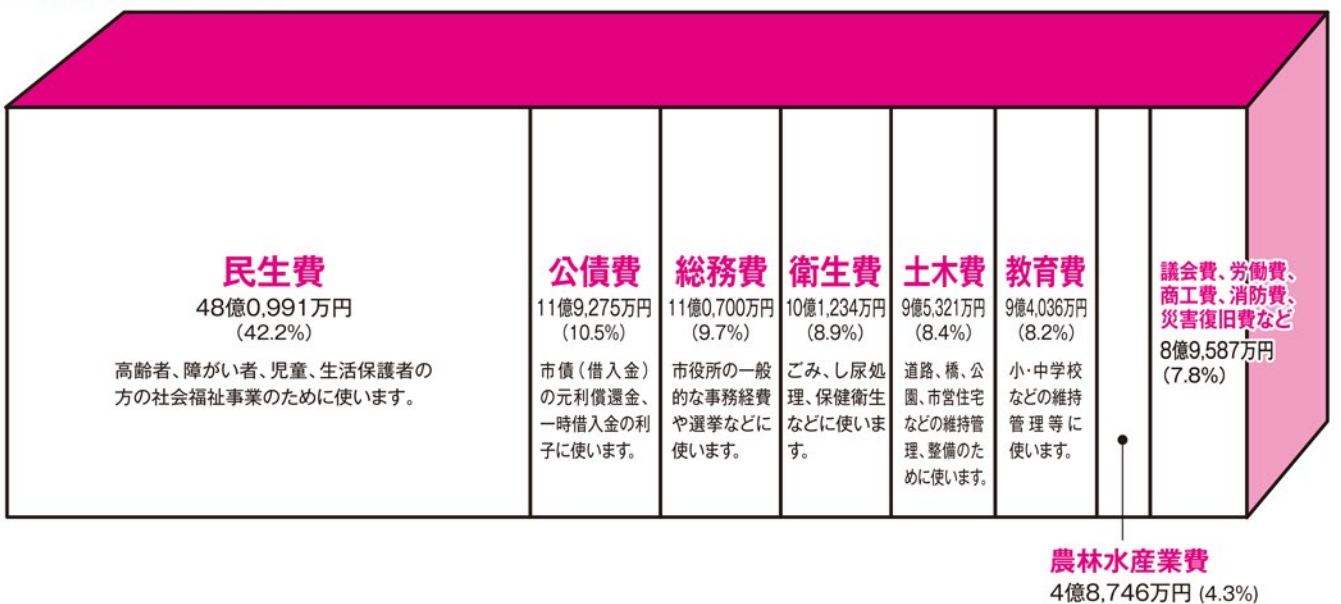 民生費
48億0,991万円
(42.2%)
高齢者、障がい者、児童、生活保護者の
方の社会福祉事業のために使います。
公債費
11億9,275万円
(10.5%)
市債(借入金)
の元利償還金、
一時借入金の利
子に使います。
総務費
11億0,700万円
(9.7%)
市役所の一般
的な事務経費
や選挙などに
使います。
衛生費
10億1,234万円
(8.9%)
ごみ、し尿処
理、保健衛生
などに使いま
す。
土木費
9億5,321万円
(8.4%)
道路、橋、公
園、市営住宅
などの維持管
理、整備のた
めに使います。
教育費
9億4,036万円
(8.2%)
小・中学校
などの維持
管理等に
使います。
議会費、労働費、
商工費、消防費、
災害復旧費など
8億9,587万円
(7.8%)
農林水産業費
4億8,746万円 (4.3%)